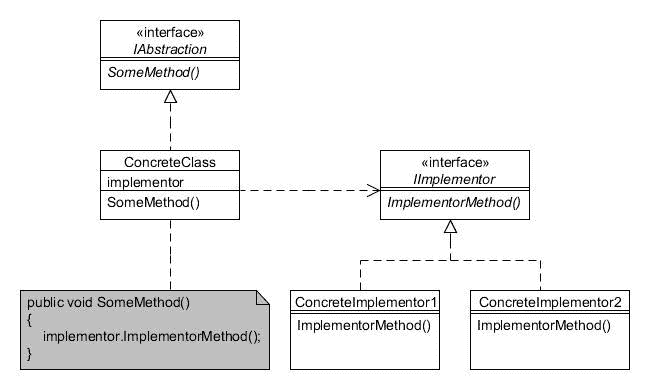 «interface»
IAbstraction
SomeMethod()
ConcreteClass
implementor
SomeMethod()
«interface»
IImplementor
ImplementorMethod()
public void SomeMethod()
{
implementor.ImplementorMethod();
}
ConcreteImplementor1
ImplementorMethod()
ConcreteImplementor2
ImplementorMethod()